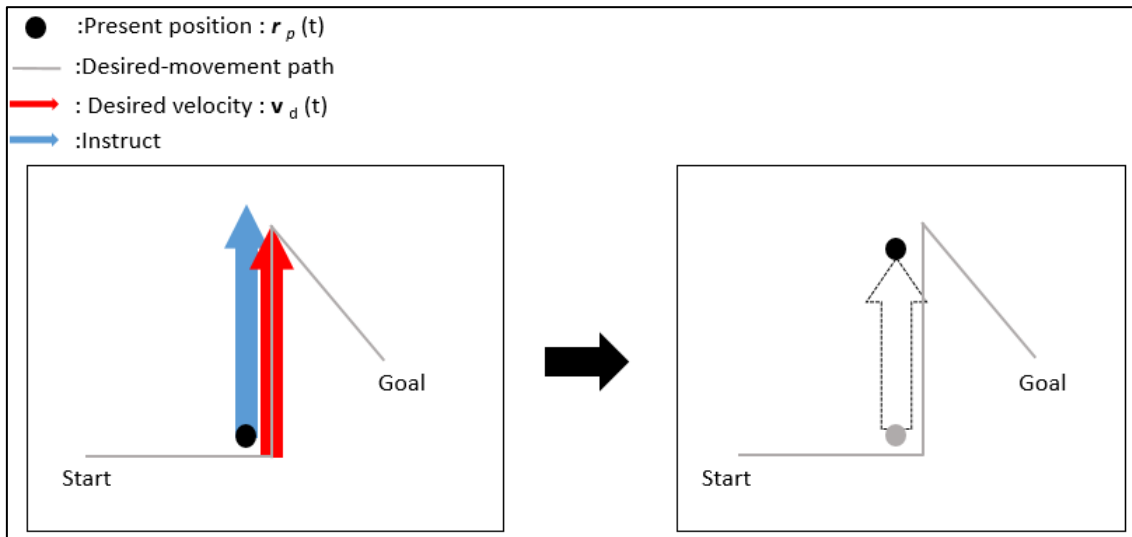 :Present position : r p (t)
:Desired-movement path
: Desired velocity : v d (t)
:Instruct
Goal
Start
Goal
Start